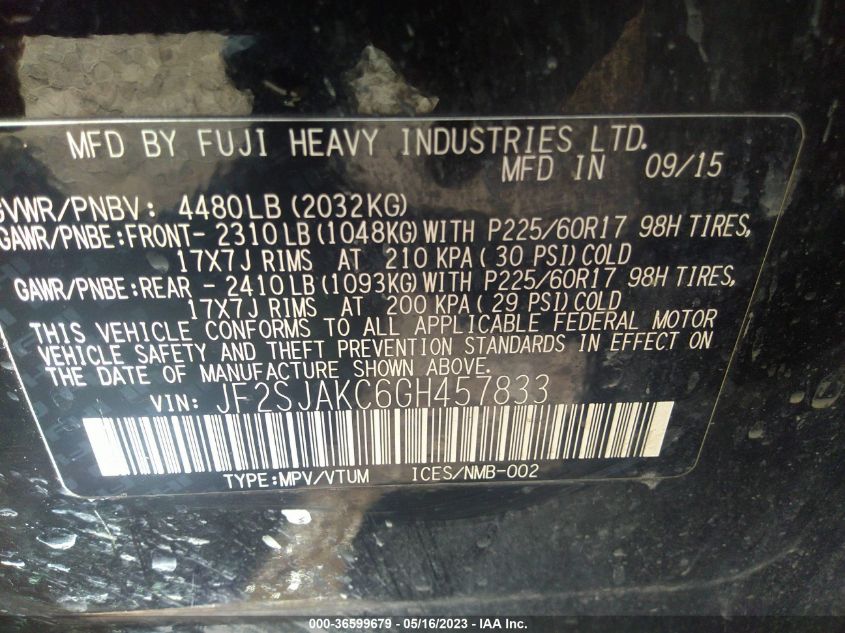 MFD BY FUJI HEAVY INDUSTRIES LTD.
MFD IN 09/15
GVWR/PNBV: 4480LB(2032KG)
GAWR/PNBE:FRONT- 2310LB(1048KG)WITH P225/60R17 98H TIRES,
17X7J RIMS AT 210 KPA(30 PSI)COLD
GAWR/PNBE:REAR - 2410LB(1093KG)WITH P225/60R17 98H TIRES,
17X7J RIMS AT 200 KPA(29 PSI)COLD
THIS VEHICLE CONFORMS TO ALL APPLICABLE FEDERAL MOTOR
VEHICLE SAFETY AND THEFT PREVENTION STANDARDS IN EFFECT ON
THE DATE OF MANUFACTURE SHOWN ABOVE.
VIN: JF2SJAKC6GH457833
TYPE:MPV/VTUM ICES/NMB-002
000-36599679 - 05/16/2023 - IAA Inc.